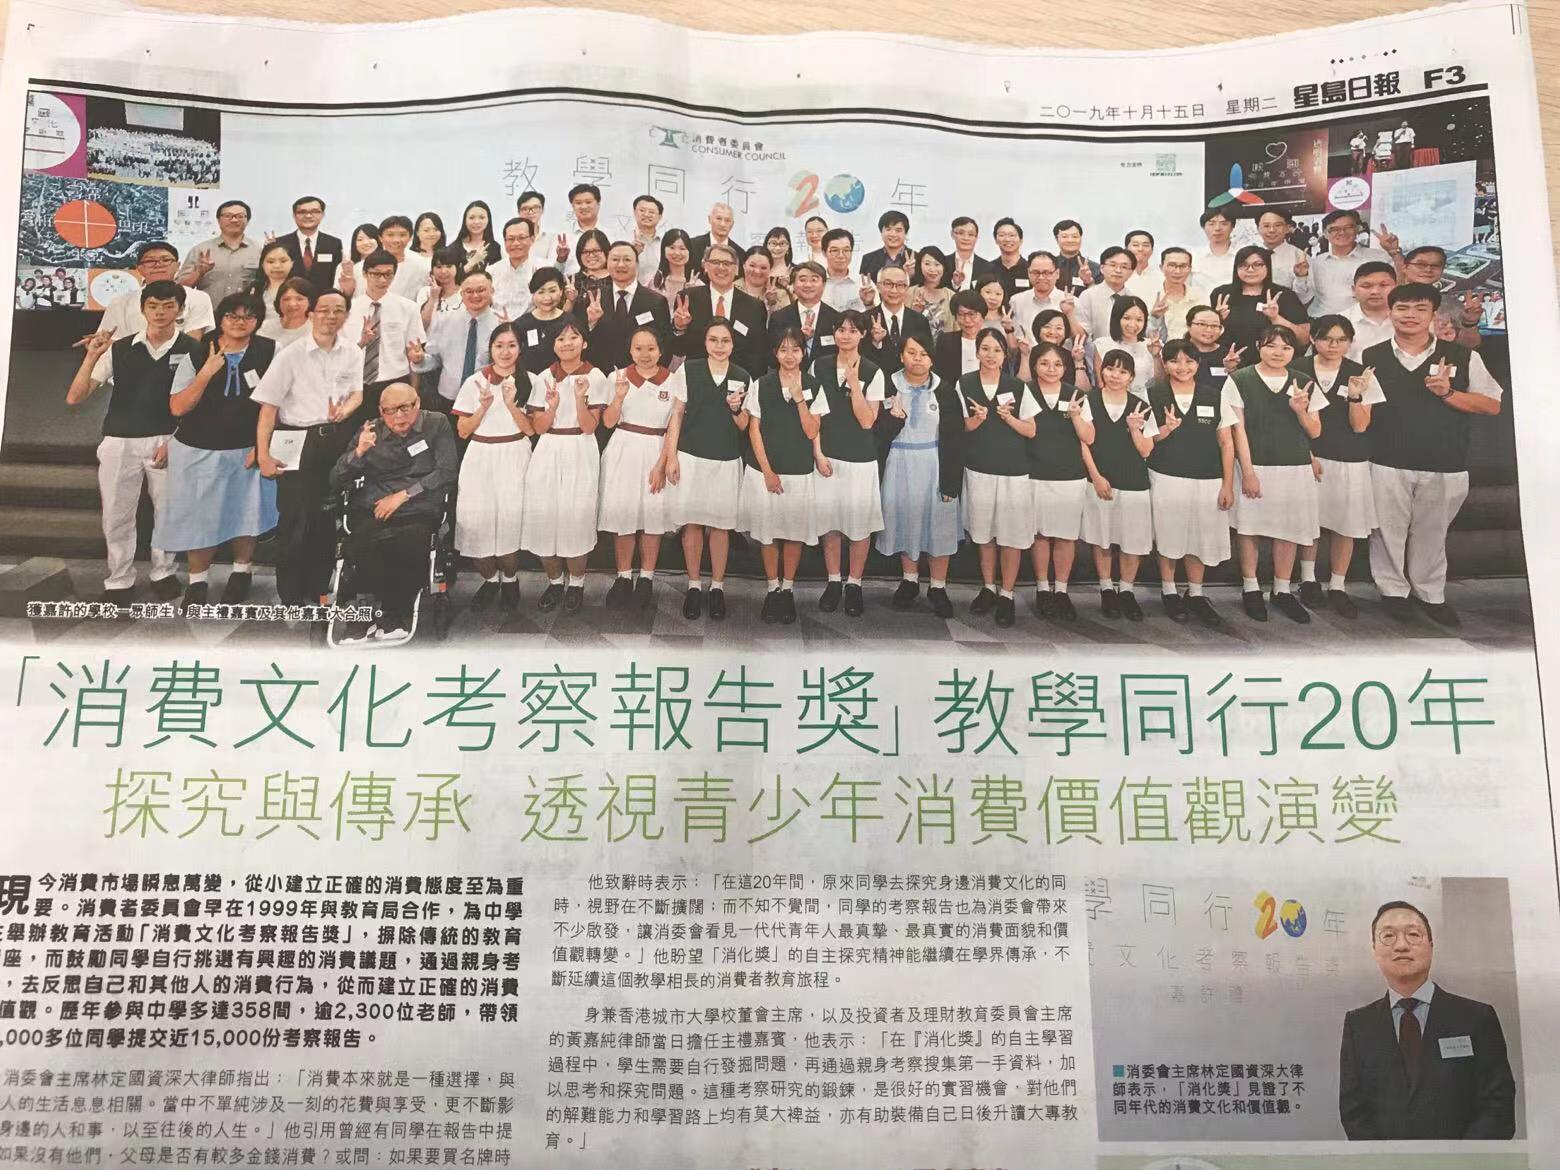 二〇一九年十月十五日 星期二 星島日報 F3
消費者委員會
CONSUMER COUNCIL
教學同行20年
獲嘉許的學校一眾師生，與主禮嘉賓及其他嘉賓大合照。
「消費文化考察報告獎」教學同行20年
探究與傳承 透視青少年消費價值觀演變
現今消費市場瞬息萬變，從小建立正確的消費態度至為重
要。消費者委員會早在1999年與教育局合作，為中學
舉辦教育活動「消費文化考察報告獎」，摒除傳統的教育
座，而鼓勵同學自行挑選有興趣的消費議題，通過親身考
，去反思自己和其他人的消費行為，從而建立正確的消費
值觀。歷年參與中學多達358間，逾2,300位老師，帶領
,000多位同學提交近15,000份考察報告。
消委會主席林定國資深大律師指出：「消費本來就是一種選擇，與
人的生活息息相關。當中不單純涉及一刻的花費與享受，更不斷影
身邊的人和事，以至往後的人生。」他引用曾經有同學在報告中提
如果沒有他們，父母是否有較多金錢消費？或問：如果要買名牌時
他致辭時表示：「在這20年間，原來同學去探究身邊消費文化的同
時，視野在不斷擴闊；而不知不覺間，同學的考察報告也為消委會帶來
不少啟發，讓消委會看見一代代青年人最真摯、最真實的消費面貌和價
值觀轉變。」他盼望「消化獎」的自主探究精神能繼續在學界傳承，不
斷延續這個教學相長的消費者教育旅程。
身兼香港城市大學校董會主席，以及投資者及理財教育委員會主席
的黃嘉純律師當日擔任主禮嘉賓，他表示：「在『消化獎』的自主學習
過程中，學生需要自行發掘問題，再通過親身考察搜集第一手資料，加
以思考和探究問題。這種考察研究的鍛鍊，是很好的實習機會，對他們
的解難能力和學習路上均有莫大裨益，亦有助裝備自己日後升讀大專教
育。」
學同行20年
文化考察報告獎
嘉許禮
■消委會主席林定國資深大律
師表示，「消化獎」見證了不
同年代的消費文化和價值觀。